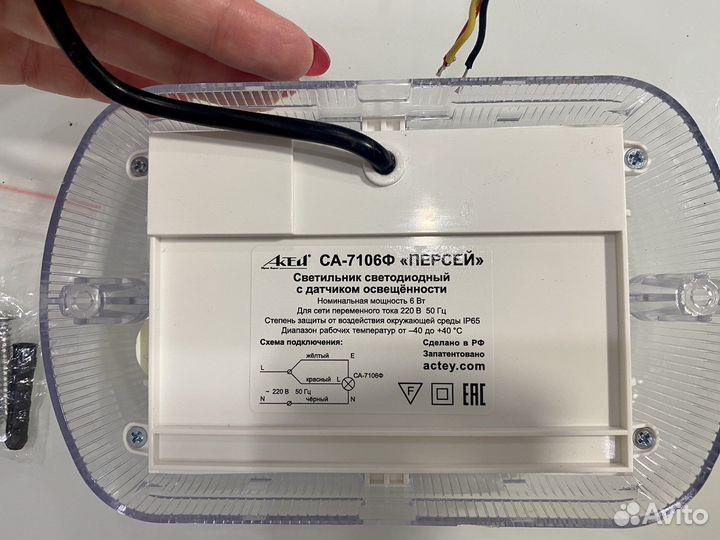 АКЕД СА-7106Ф «ПЕРСЕЙ»
Светильник светодиодный
с датчиком освещённости
Номинальная мощность 6 Вт
Для сети переменного тока 220 В 50 Гц
Степень защиты от воздействия окружающей среды IP65
Диапазон рабочих температур от –40 до +40 °C
Схема подключения:
жёлтый E
L красный L СА-7106Ф
~ 220 В 50 Гц
N чёрный N
Сделано в РФ
Запатентовано
actey.com
F EAC
Avito